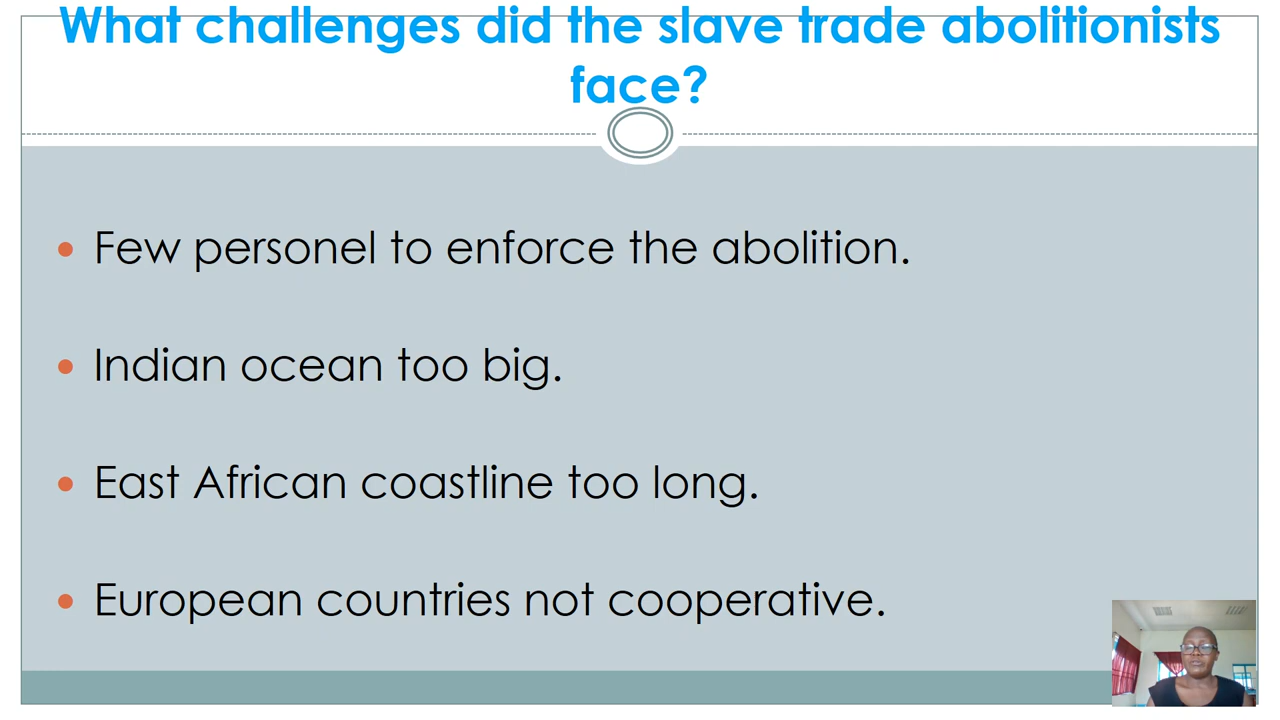 What challenges did the slave trade abolitionists
face?
Few personel to enforce the abolition.
Indian ocean too big.
East African coastline too long.
European countries not cooperative.